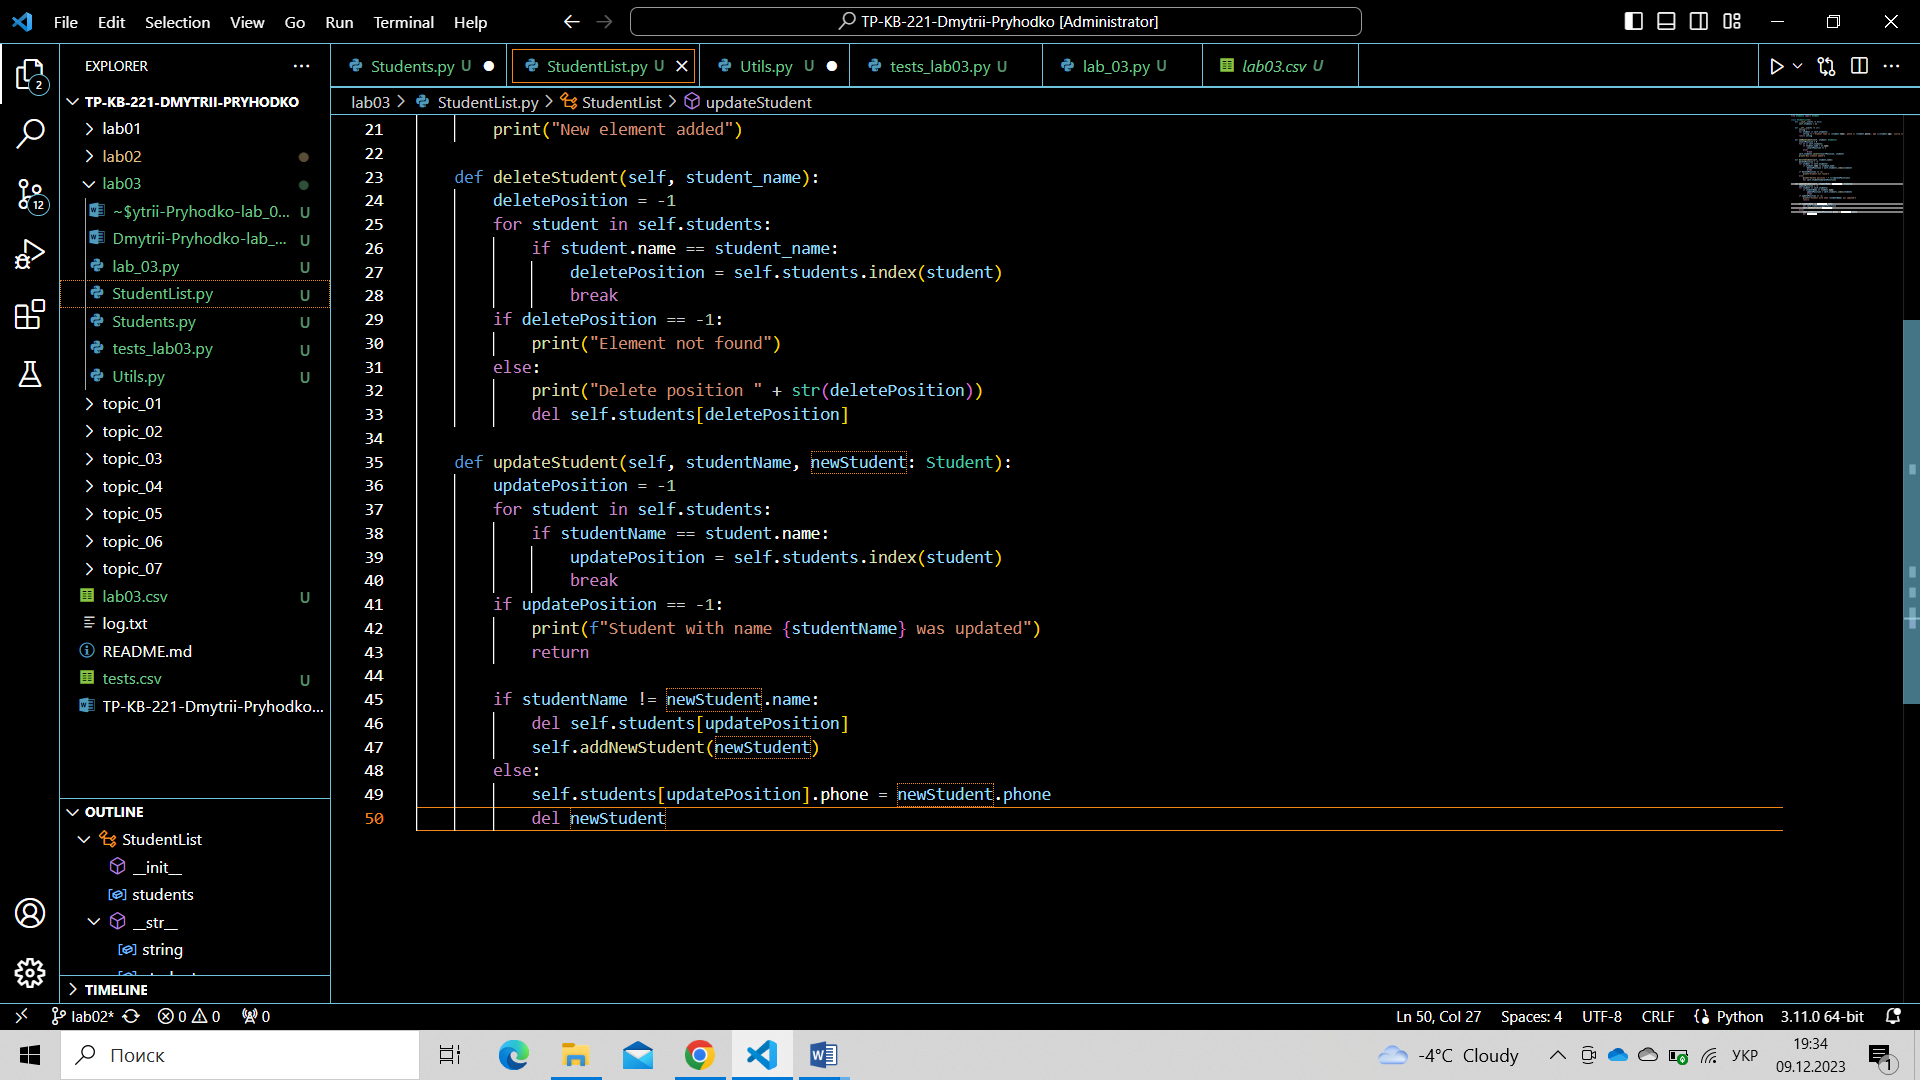 File Edit Selection View Go Run Terminal Help
TP-KB-221-Dmytrii-Pryhodko [Administrator]
EXPLORER
TP-KB-221-DMYTRII-PRYHODKO
lab01
lab02
lab03
~$ytrii-Pryhodko-lab_0... U
Dmytrii-Pryhodko-lab_... U
lab_03.py U
StudentList.py U
Students.py U
tests_lab03.py U
Utils.py U
topic_01
topic_02
topic_03
topic_04
topic_05
topic_06
topic_07
lab03.csv U
log.txt
README.md
tests.csv U
TP-KB-221-Dmytrii-Pryhodko...
OUTLINE
StudentList
__init__
students
__str__
string
TIMELINE
2
12
Students.py U
StudentList.py U
Utils.py U
tests_lab03.py U
lab_03.py U
lab03.csv U
lab03 > StudentList.py > StudentList > updateStudent
21 print("New element added")
22
23 def deleteStudent(self, student_name):
24 deletePosition = -1
25 for student in self.students:
26 if student.name == student_name:
27 deletePosition = self.students.index(student)
28 break
29 if deletePosition == -1:
30 print("Element not found")
31 else:
32 print("Delete position " + str(deletePosition))
33 del self.students[deletePosition]
34
35 def updateStudent(self, studentName, newStudent: Student):
36 updatePosition = -1
37 for student in self.students:
38 if studentName == student.name:
39 updatePosition = self.students.index(student)
40 break
41 if updatePosition == -1:
42 print(f"Student with name {studentName} was updated")
43 return
44
45 if studentName != newStudent.name:
46 del self.students[updatePosition]
47 self.addNewStudent(newStudent)
48 else:
49 self.students[updatePosition].phone = newStudent.phone
50 del newStudent
lab02* 0 0 0
Ln 50, Col 27 Spaces: 4 UTF-8 CRLF Python 3.11.0 64-bit
Поиск
-4°C Cloudy
УКР
19:34
09.12.2023
1